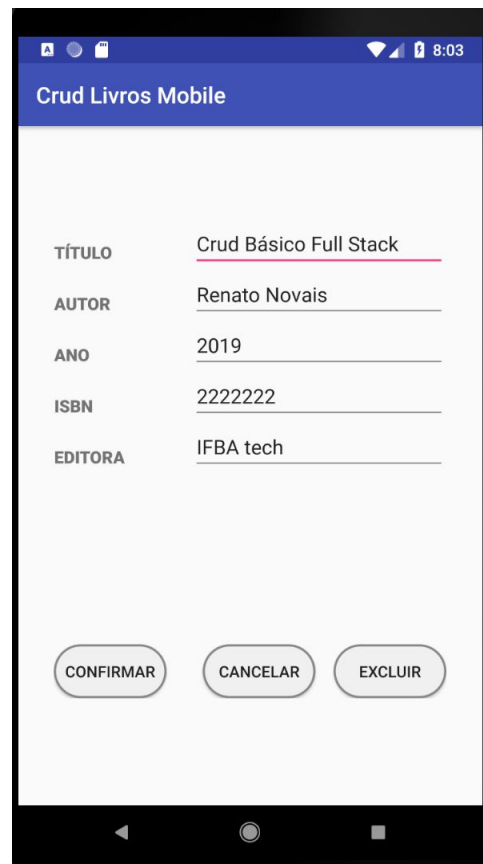 8:03
Crud Livros Mobile
TÍTULO Crud Básico Full Stack
AUTOR Renato Novais
ANO 2019
ISBN 2222222
EDITORA IFBA tech
CONFIRMAR CANCELAR EXCLUIR